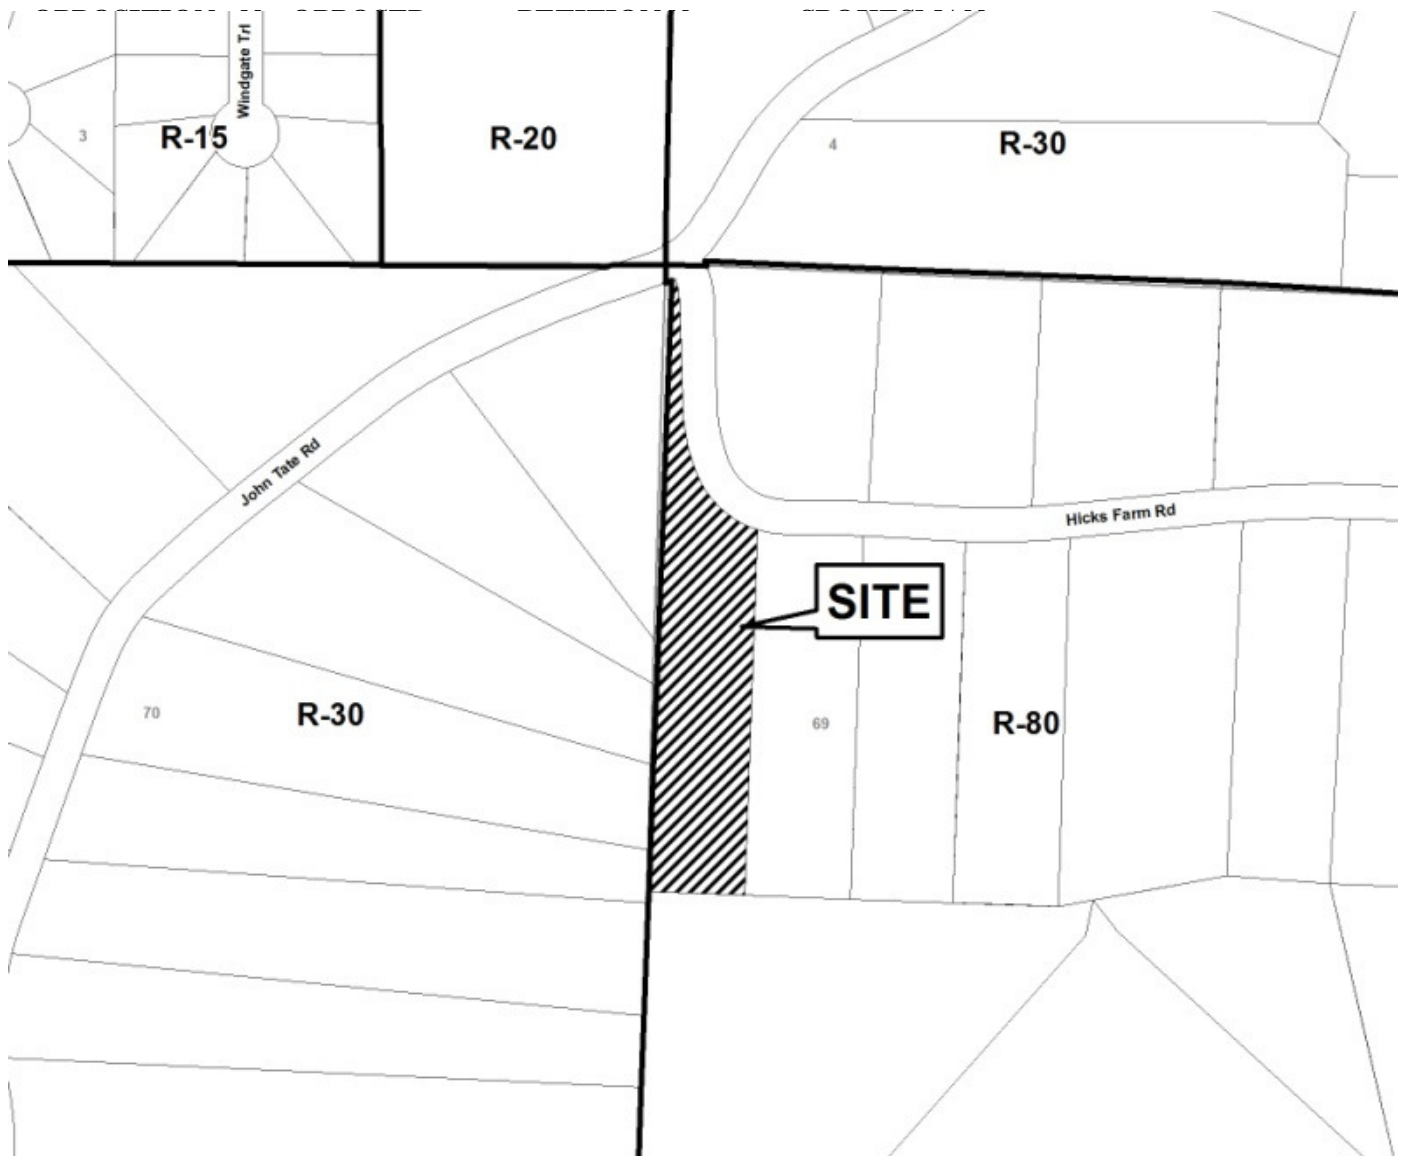 Windgate Trl
3
R-15
R-20
4
R-30
John Tate Rd
Hicks Farm Rd
SITE
70
R-30
69
R-80